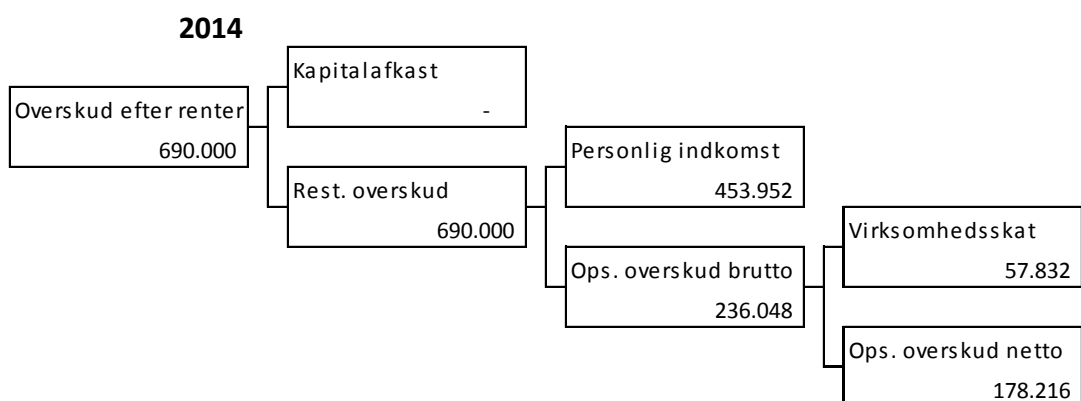 2014
Kapitalafkast
-
Overskud efter renter
690.000
Rest. overskud
690.000
Personlig indkomst
453.952
Ops. overskud brutto
236.048
Virksomhedsskat
57.832
Ops. overskud netto
178.216